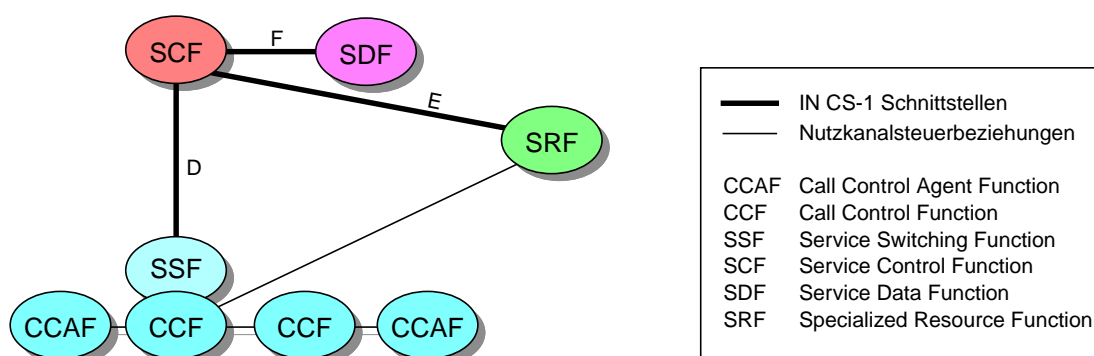 SCF
F
SDF
E
SRF
D
SSF
CCAF
CCF
CCF
CCAF
IN CS-1 Schnittstellen
Nutzkanalsteuerbeziehungen
CCAF Call Control Agent Function
CCF Call Control Function
SSF Service Switching Function
SCF Service Control Function
SDF Service Data Function
SRF Specialized Resource Function